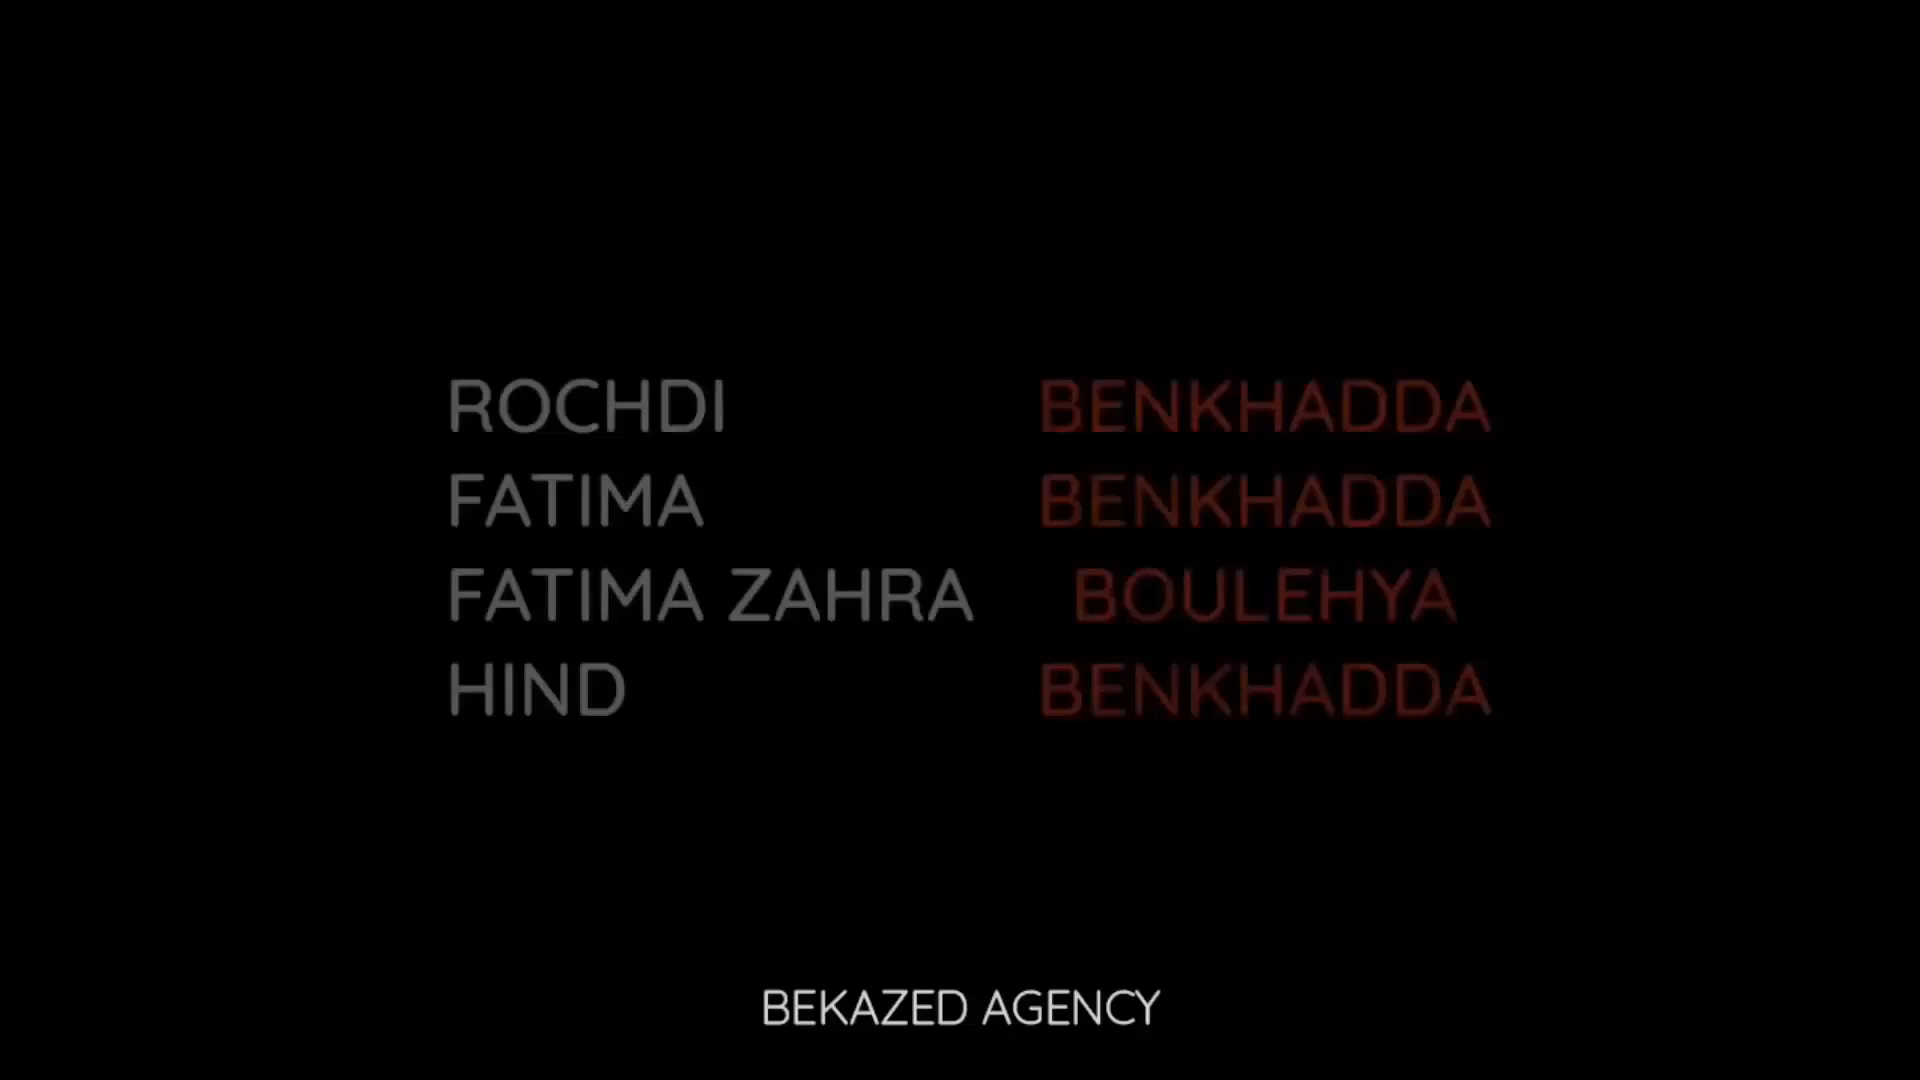 ROCHDI BENKHADDA
FATIMA BENKHADDA
FATIMA ZAHRA BOULEHYA
HIND BENKHADDA
BEKAZED AGENCY